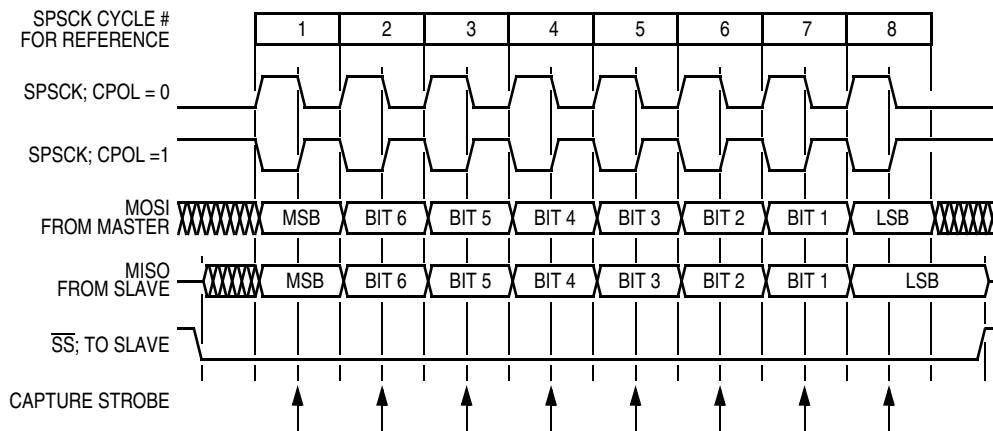 SPSCK CYCLE #
FOR REFERENCE
1 2 3 4 5 6 7 8
SPSCK; CPOL = 0
SPSCK; CPOL =1
MOSI
FROM MASTER
MSB BIT 6 BIT 5 BIT 4 BIT 3 BIT 2 BIT 1 LSB
MISO
FROM SLAVE
MSB BIT 6 BIT 5 BIT 4 BIT 3 BIT 2 BIT 1 LSB
SS; TO SLAVE
CAPTURE STROBE